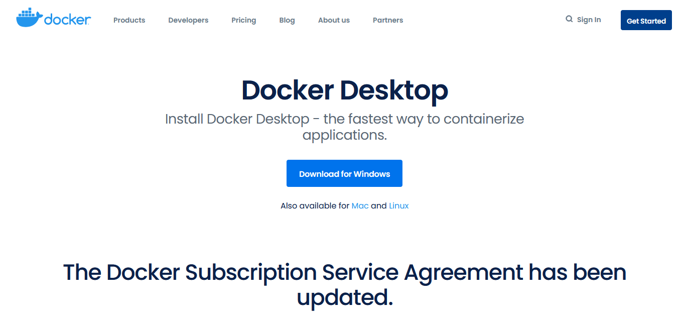 docker Products Developers Pricing Blog About us Partners Sign In Get Started
Docker Desktop
Install Docker Desktop - the fastest way to containerize
applications.
Download for Windows
Also available for Mac and Linux
The Docker Subscription Service Agreement has been
updated.